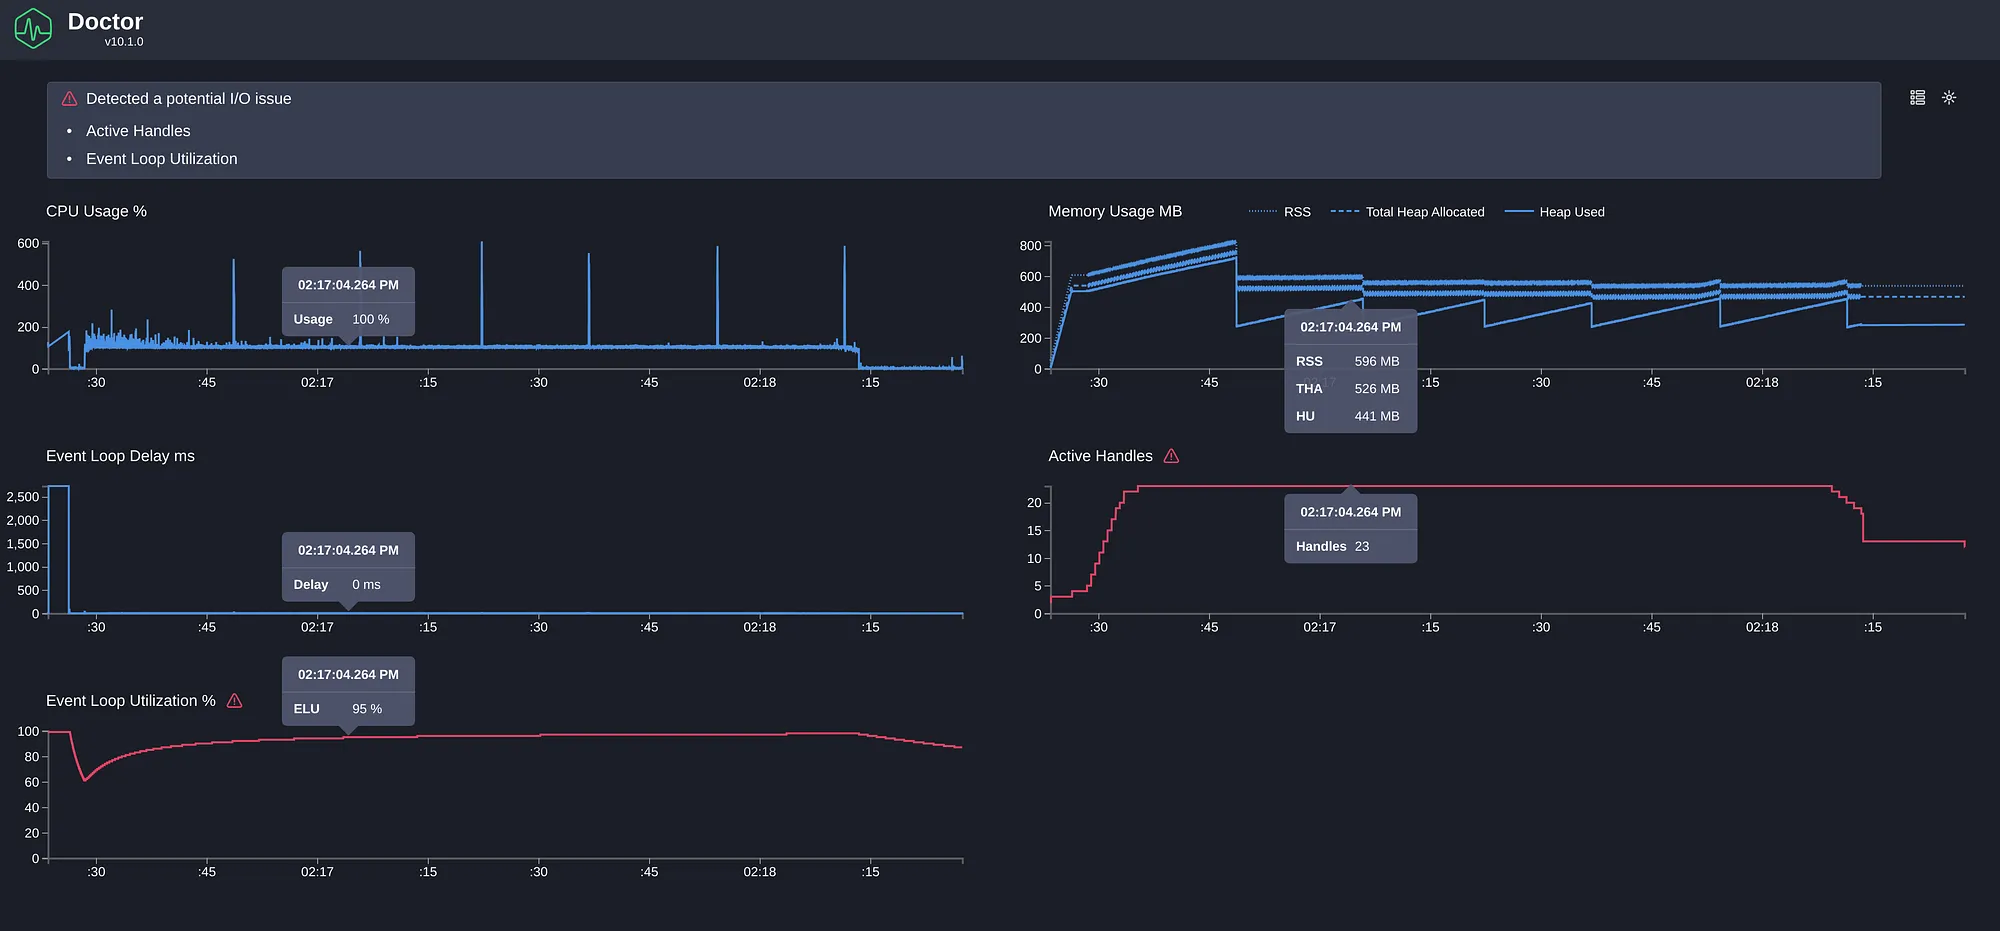 Doctor
v10.1.0
Detected a potential I/O issue
• Active Handles
• Event Loop Utilization
CPU Usage %
600
400
200
0
:30 :45 02:17 :15 :30 :45 02:18 :15
02:17:04.264 PM
Usage 100 %
Memory Usage MB RSS Total Heap Allocated Heap Used
800
600
400
200
0
:30 :45 02:17 :15 :30 :45 02:18 :15
02:17:04.264 PM
RSS 596 MB
THA 526 MB
HU 441 MB
Event Loop Delay ms
2,500
2,000
1,500
1,000
500
0
:30 :45 02:17 :15 :30 :45 02:18 :15
02:17:04.264 PM
Delay 0 ms
Active Handles
20
15
10
5
0
:30 :45 02:17 :15 :30 :45 02:18 :15
02:17:04.264 PM
Handles 23
Event Loop Utilization %
100
80
60
40
20
0
:30 :45 02:17 :15 :30 :45 02:18 :15
02:17:04.264 PM
ELU 95 %